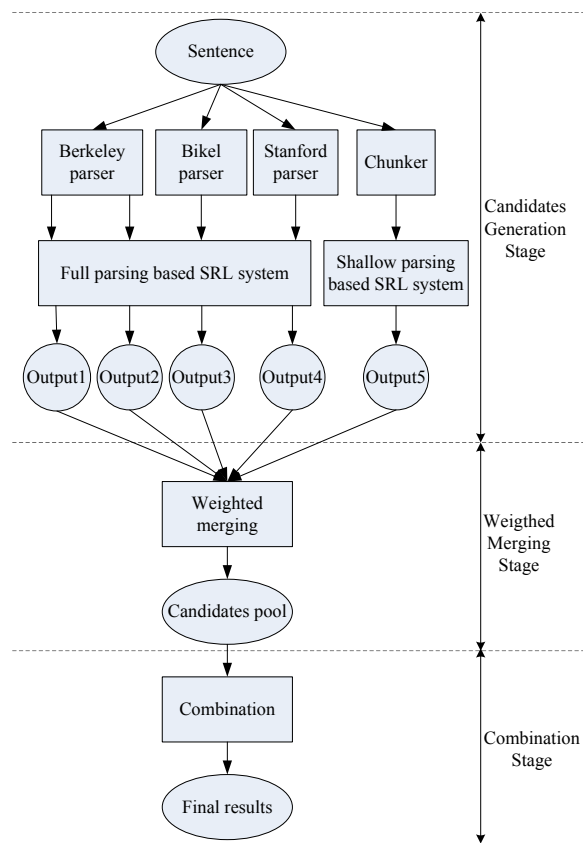 Sentence
Berkeley
parser
Bikel
parser
Stanford
parser
Chunker
Full parsing based SRL system
Shallow parsing
based SRL system
Output1
Output2
Output3
Output4
Output5
Candidates
Generation
Stage
Weighted
merging
Candidates pool
Weigthed
Merging
Stage
Combination
Final results
Combination
Stage